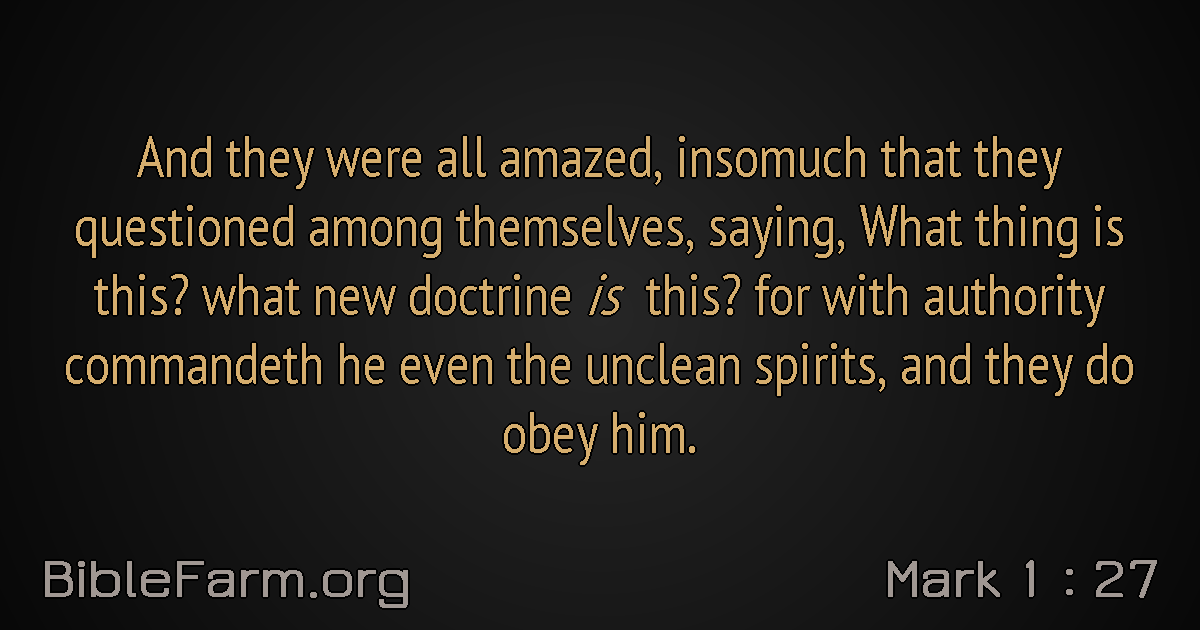 And they were all amazed, insomuch that they
questioned among themselves, saying, What thing is
this? what new doctrine is this? for with authority
commandeth he even the unclean spirits, and they do
obey him.
BibleFarm.org
Mark 1 : 27